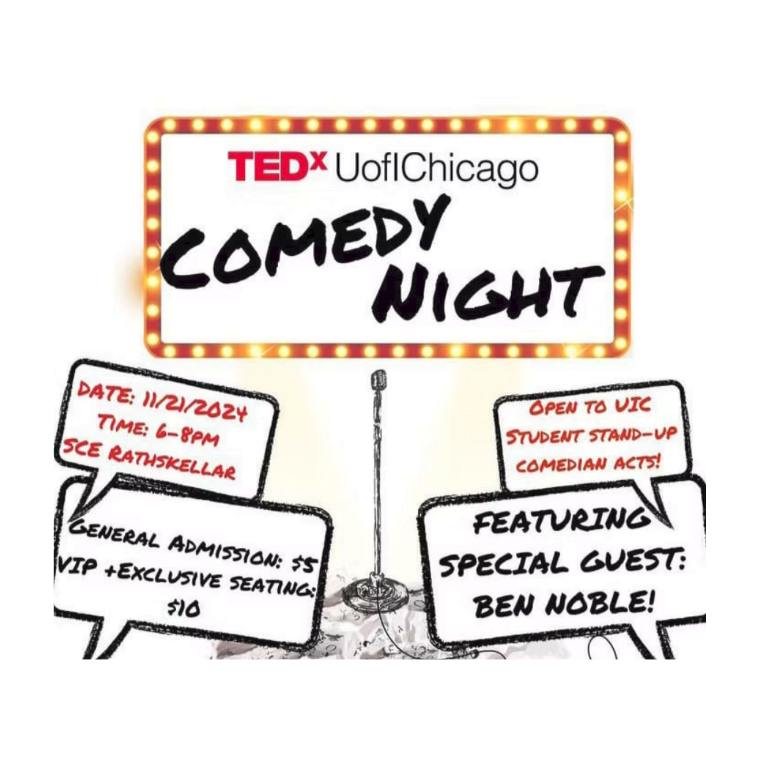 TEDx UofIChicago
COMEDY
NIGHT
DATE: 11/21/2024
TIME: 6-8PM
SCE RATHSKELLAR
GENERAL ADMISSION: $5
VIP +EXCLUSIVE SEATING:
$10
OPEN TO UIC
STUDENT STAND-UP
COMEDIAN ACTS!
FEATURING
SPECIAL GUEST:
BEN NOBLE!